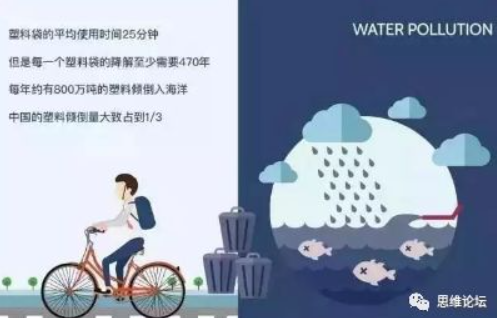 塑料袋的平均使用时间25分钟
但是每一个塑料袋的降解至少需要470年
每年约有800万吨的塑料倾倒入海洋
中国的塑料倾倒量大致占到1/3
WATER POLLUTION
思维论坛